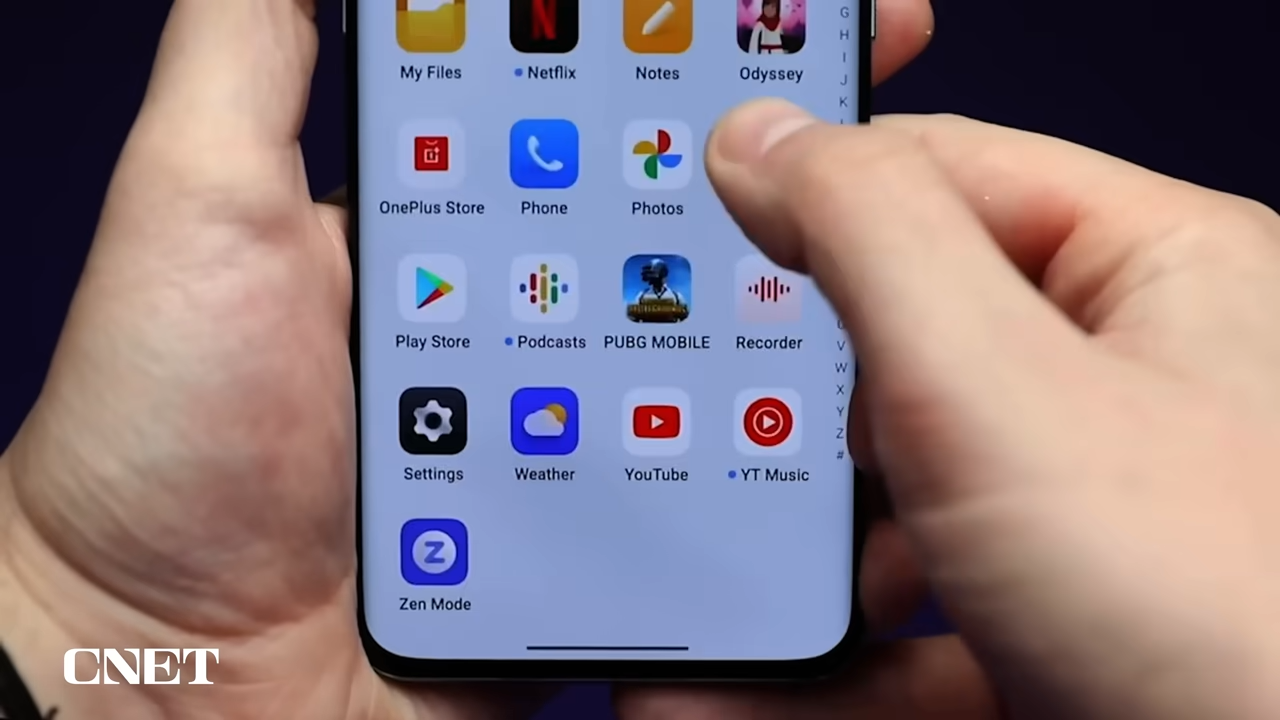 G
H
I
J
K
My Files
Netflix
Notes
Odyssey
OnePlus Store
Phone
Photos
Play Store
Podcasts
PUBG MOBILE
Recorder
V
W
X
Y
Z
#
Settings
Weather
YouTube
YT Music
Z
Zen Mode
CNET